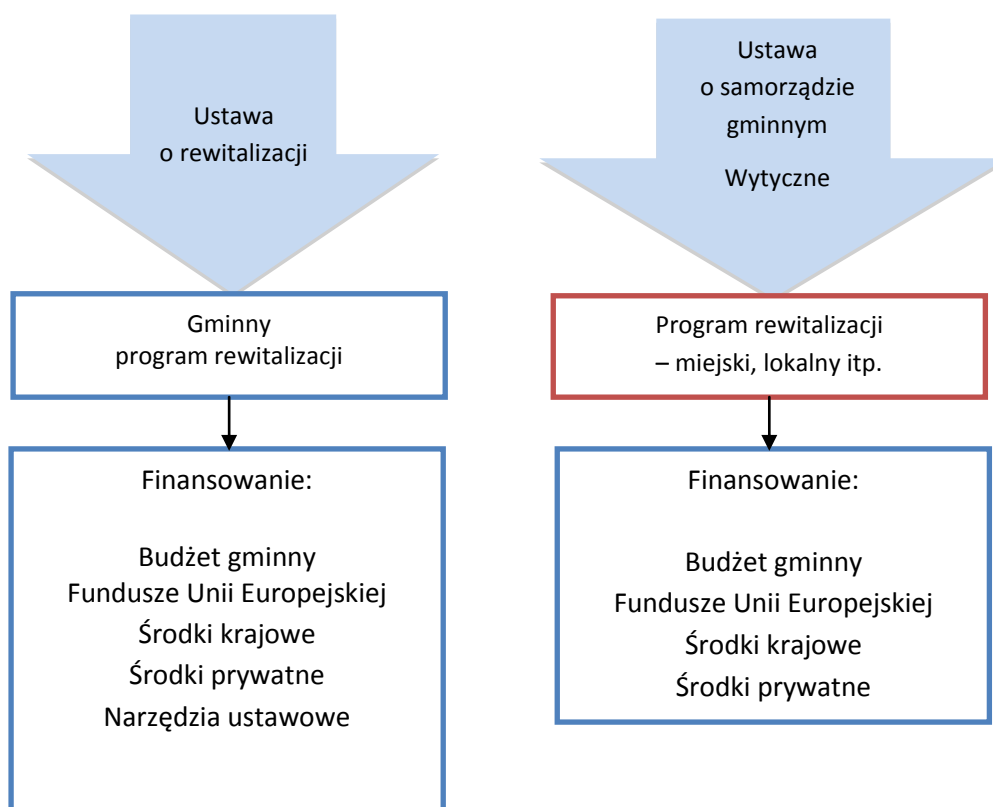 Ustawa
o rewitalizacji
Gminny
program rewitalizacji
Finansowanie:
Budżet gminny
Fundusze Unii Europejskiej
Środki krajowe
Środki prywatne
Narzędzia ustawowe
Ustawa
o samorządzie
gminnym
Wytyczne
Program rewitalizacji
– miejski, lokalny itp.
Finansowanie:
Budżet gminny
Fundusze Unii Europejskiej
Środki krajowe
Środki prywatne